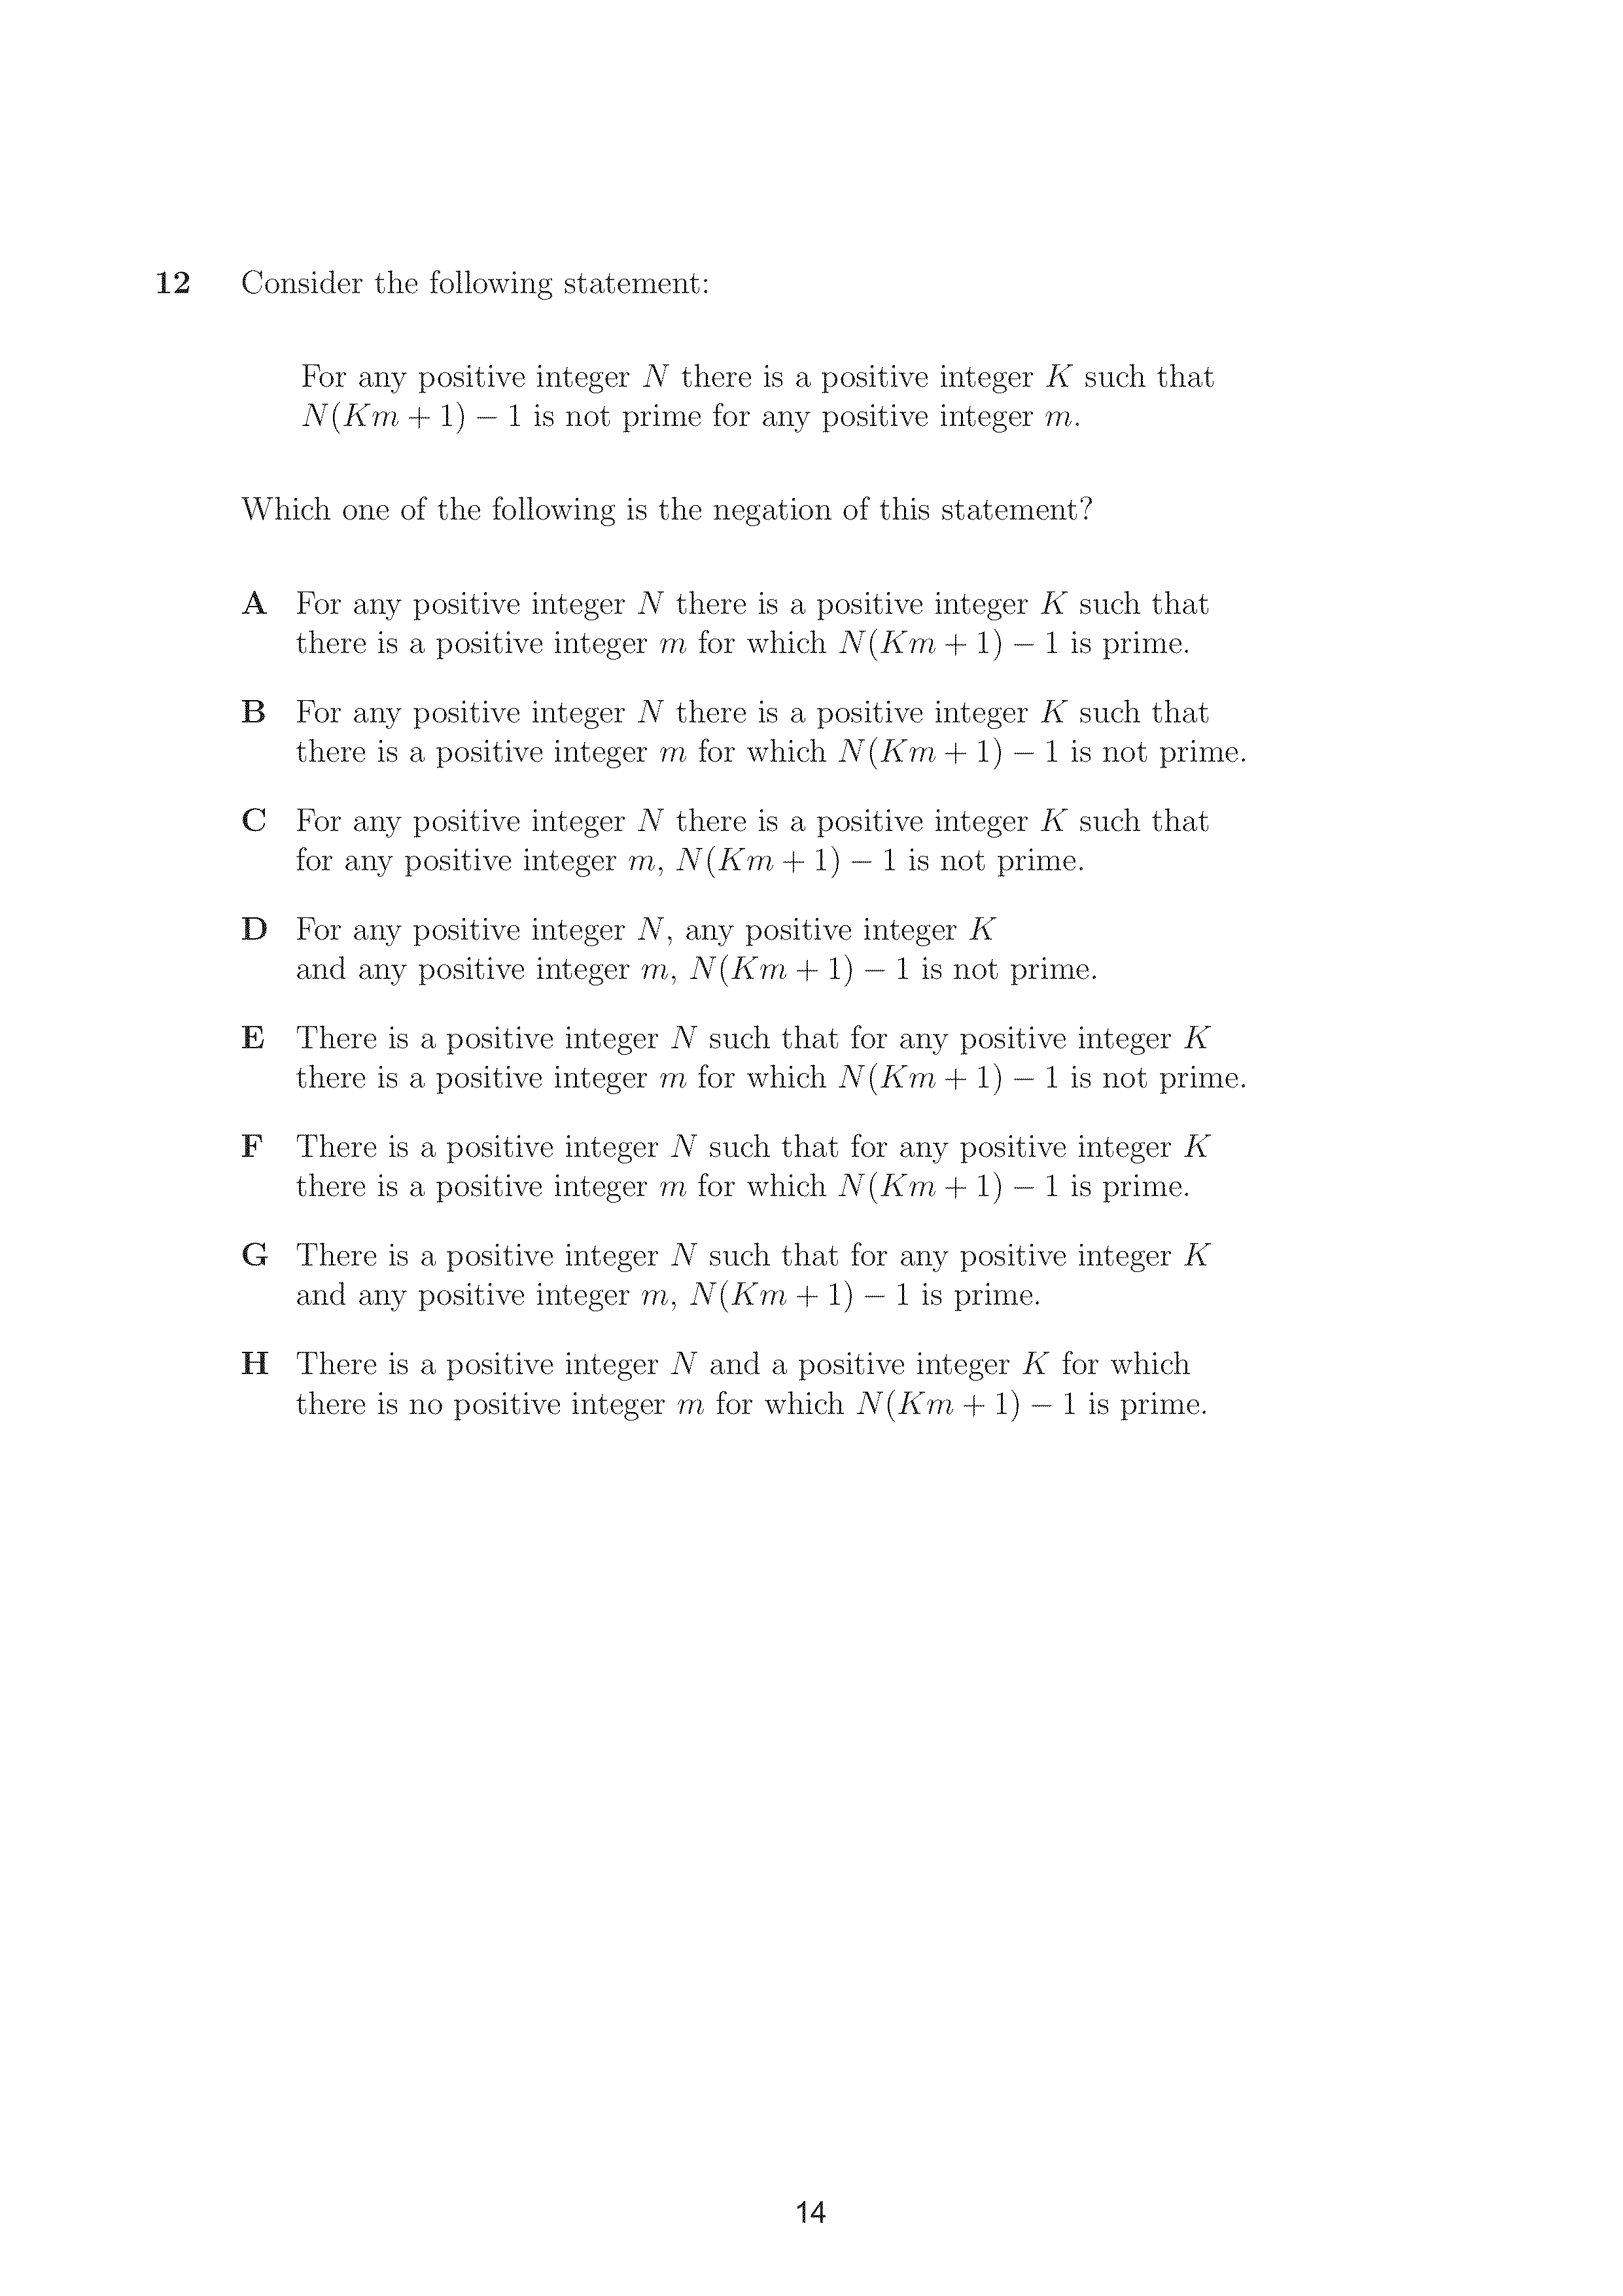 12 Consider the following statement:
For any positive integer N there is a positive integer K such that
N(Km + 1) − 1 is not prime for any positive integer m.
Which one of the following is the negation of this statement?
A For any positive integer N there is a positive integer K such that
there is a positive integer m for which N(Km + 1) − 1 is prime.
B For any positive integer N there is a positive integer K such that
there is a positive integer m for which N(Km + 1) − 1 is not prime.
C For any positive integer N there is a positive integer K such that
for any positive integer m, N(Km + 1) − 1 is not prime.
D For any positive integer N, any positive integer K
and any positive integer m, N(Km + 1) − 1 is not prime.
E There is a positive integer N such that for any positive integer K
there is a positive integer m for which N(Km + 1) − 1 is not prime.
F There is a positive integer N such that for any positive integer K
there is a positive integer m for which N(Km + 1) − 1 is prime.
G There is a positive integer N such that for any positive integer K
and any positive integer m, N(Km + 1) − 1 is prime.
H There is a positive integer N and a positive integer K for which
there is no positive integer m for which N(Km + 1) − 1 is prime.
14